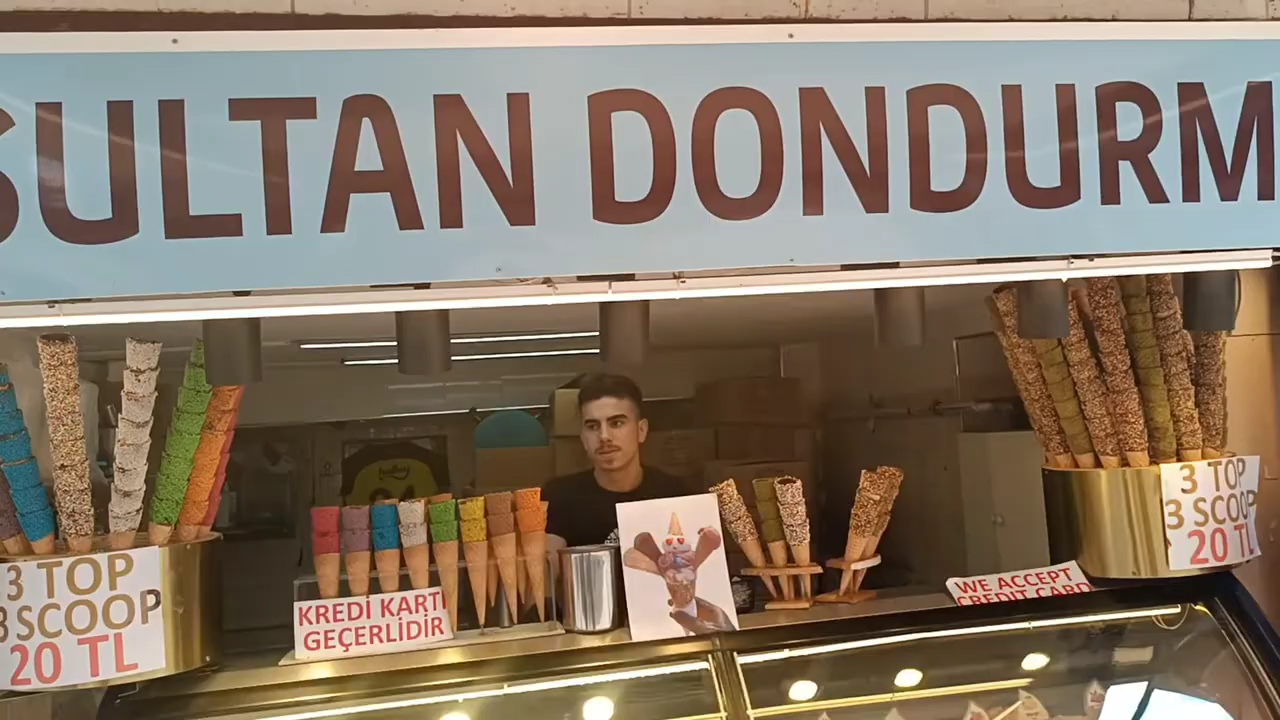 SULTAN DONDURM
3 TOP
3 SCOOP
20 TL
KREDİ KARTI
GEÇERLİDİR
WE ACCEPT
CREDIT CARD
3 TOP
3 SCOOP
20 TL